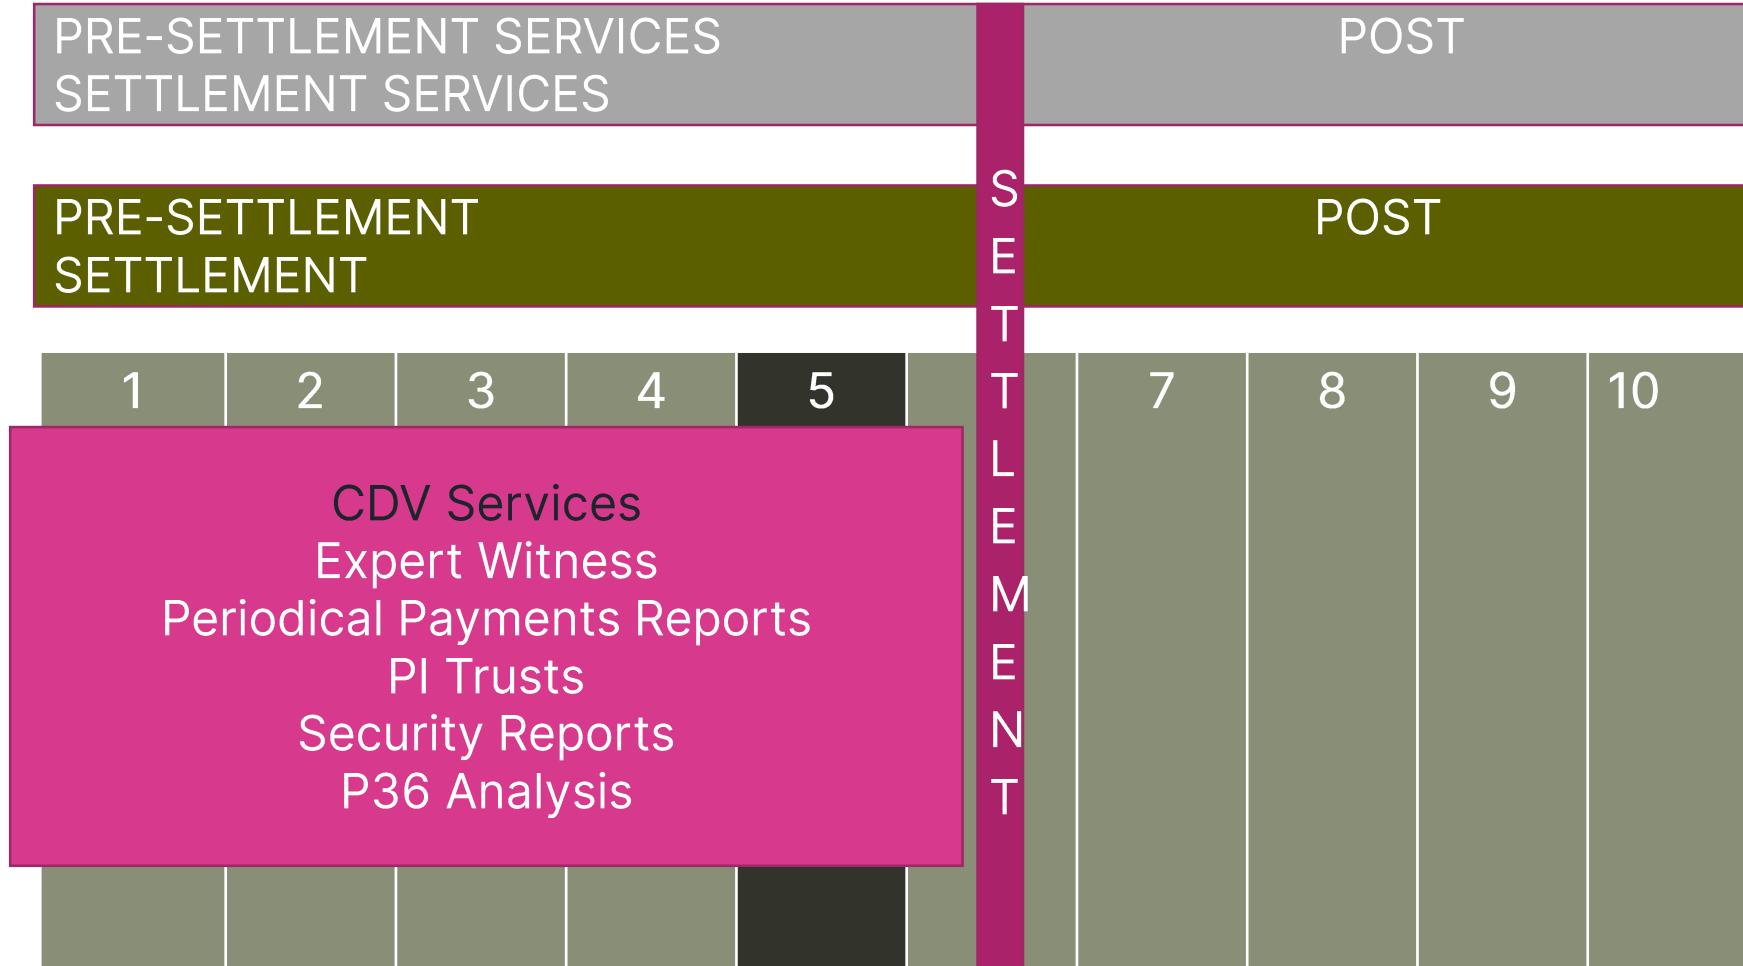 PRE-SETTLEMENT SERVICES POST
SETTLEMENT SERVICES
PRE-SETTLEMENT POST
SETTLEMENT
1 2 3 4 5 7 8 9 10
CDV Services
Expert Witness
Periodical Payments Reports
PI Trusts
Security Reports
P36 Analysis
S
E
T
T
L
E
M
E
N
T